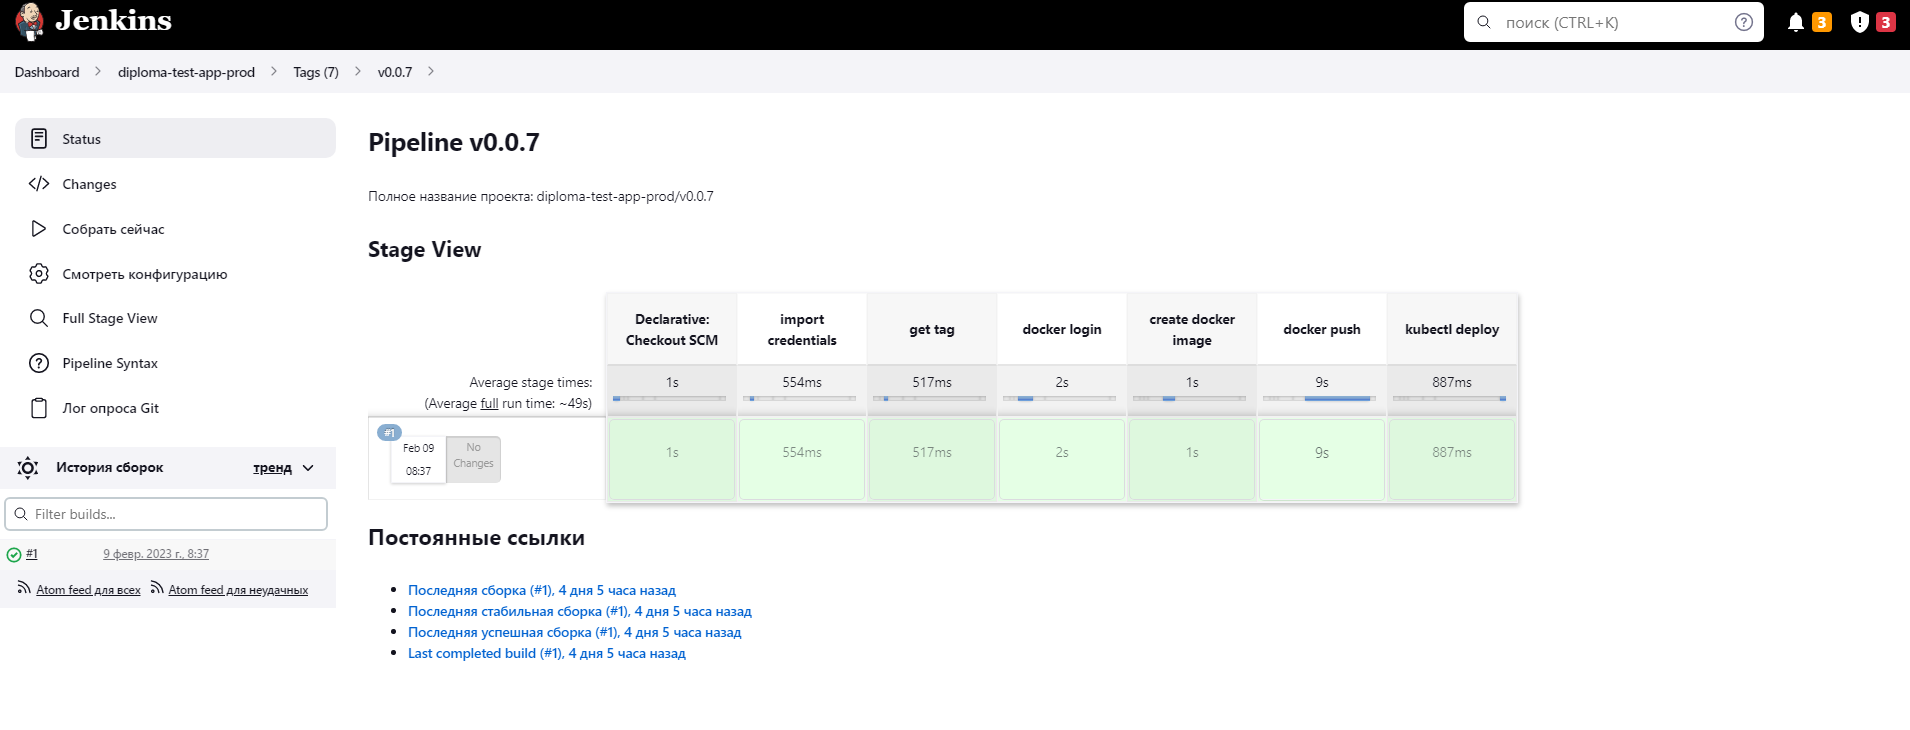 Jenkins
поиск (CTRL+K)
3
3
Dashboard
diploma-test-app-prod
Tags (7)
v0.0.7
Status
Changes
Собрать сейчас
Смотреть конфигурацию
Full Stage View
Pipeline Syntax
Лог опроса Git
История сборок
тренд
Filter builds...
#1
9 февр. 2023 г., 8:37
Atom feed для всех
Atom feed для неудачных
Pipeline v0.0.7
Полное название проекта: diploma-test-app-prod/v0.0.7
Stage View
Declarative:
Checkout SCM
import
credentials
get tag
docker login
create docker
image
docker push
kubectl deploy
Average stage times:
(Average full run time: ~49s)
1s
554ms
517ms
2s
1s
9s
887ms
#1
Feb 09
08:37
No
Changes
1s
554ms
517ms
2s
1s
9s
887ms
Постоянные ссылки
Последняя сборка (#1), 4 дня 5 часа назад
Последняя стабильная сборка (#1), 4 дня 5 часа назад
Последняя успешная сборка (#1), 4 дня 5 часа назад
Last completed build (#1), 4 дня 5 часа назад